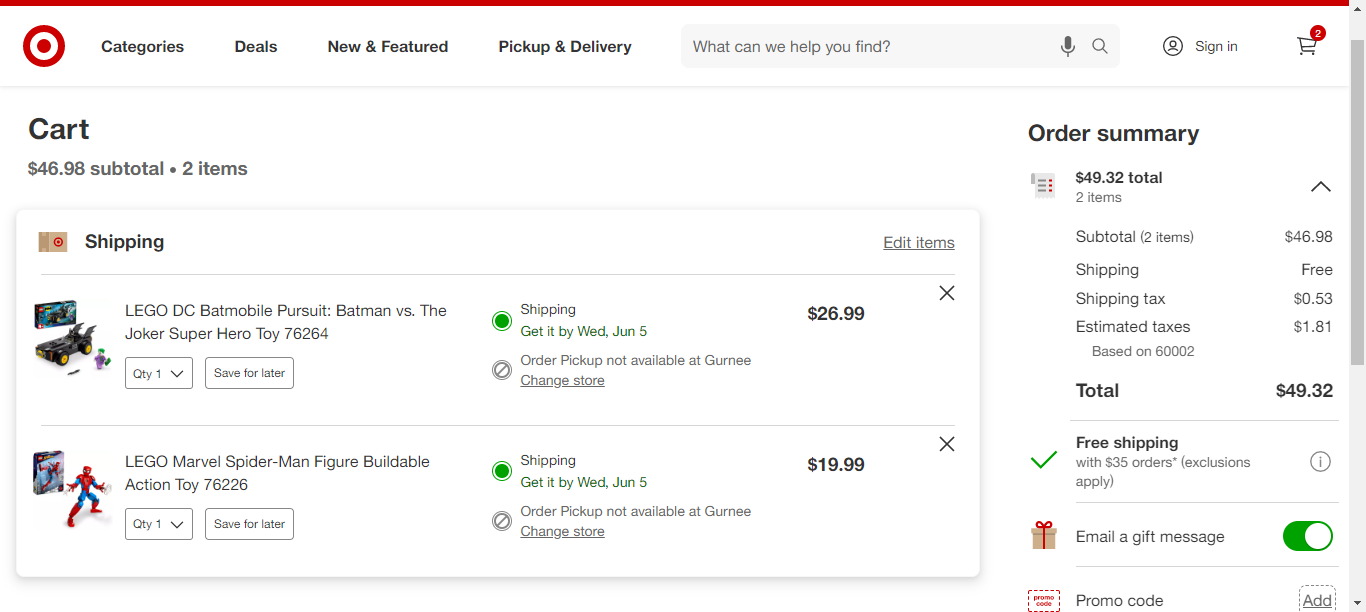 Categories
Deals
New & Featured
Pickup & Delivery
What can we help you find?
Sign in
2
Cart
$46.98 subtotal • 2 items
Shipping
Edit items
LEGO DC Batmobile Pursuit: Batman vs. The
Joker Super Hero Toy 76264
Qty 1
Save for later
Shipping
Get it by Wed, Jun 5
Order Pickup not available at Gurnee
Change store
$26.99
LEGO Marvel Spider-Man Figure Buildable
Action Toy 76226
Qty 1
Save for later
Shipping
Get it by Wed, Jun 5
Order Pickup not available at Gurnee
Change store
$19.99
Order summary
$49.32 total
2 items
Subtotal (2 items) $46.98
Shipping Free
Shipping tax $0.53
Estimated taxes $1.81
Based on 60002
Total $49.32
Free shipping
with $35 orders* (exclusions
apply)
Email a gift message
promo
code
Promo code
Add